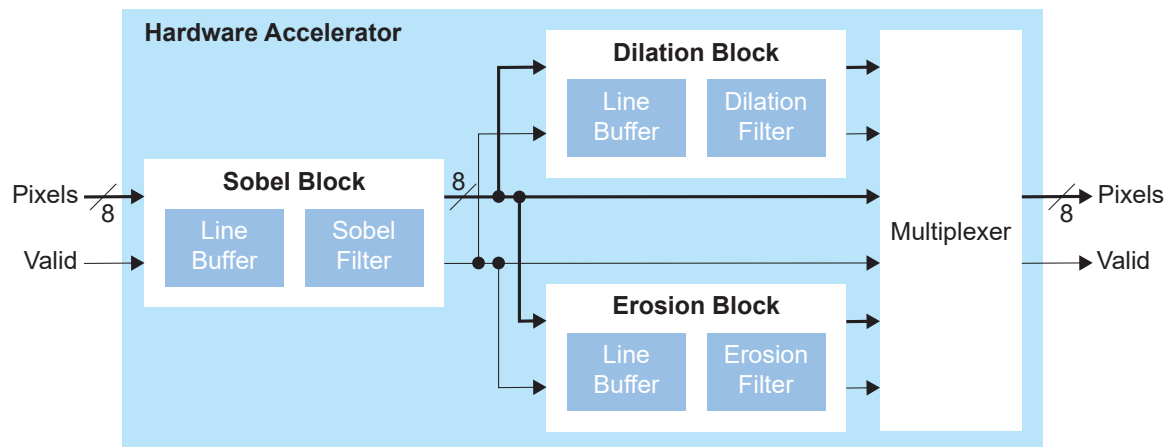 Hardware Accelerator
Dilation Block
Line
Buffer
Dilation
Filter
Pixels
8
Valid
Sobel Block
Line
Buffer
Sobel
Filter
8
Multiplexer
Erosion Block
Line
Buffer
Erosion
Filter
8
Pixels
Valid